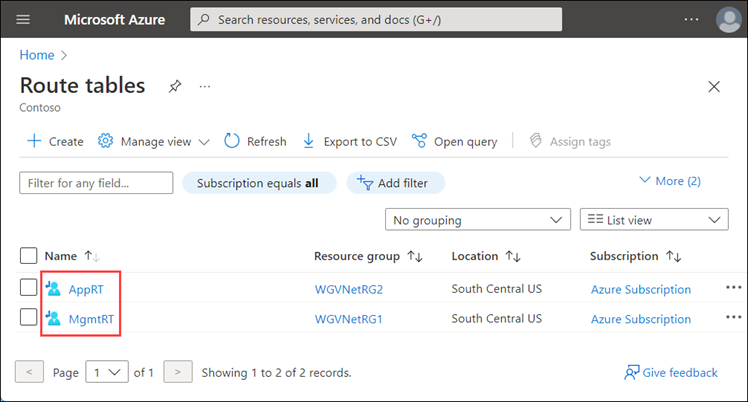 Microsoft Azure
Search resources, services, and docs (G+/)
...
Home >
Route tables ...
Contoso
Create Manage view Refresh Export to CSV Open query Assign tags
Filter for any field... Subscription equals all Add filter More (2)
No grouping List view
Name Resource group Location Subscription
AppRT WGVNetRG2 South Central US Azure Subscription ...
MgmtRT WGVNetRG1 South Central US Azure Subscription ...
< Page 1 of 1 > Showing 1 to 2 of 2 records. Give feedback